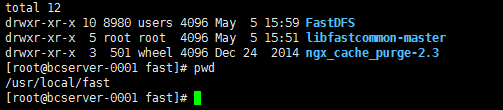 total 12
drwxr-xr-x 10 8980 users 4096 May  5 15:59 FastDFS
drwxr-xr-x  5 root root  4096 May  5 15:51 libfastcommon-master
drwxr-xr-x  3  501 wheel 4096 Dec 24  2014 ngx_cache_purge-2.3
[root@bcserver-0001 fast]# pwd
/usr/local/fast
[root@bcserver-0001 fast]#